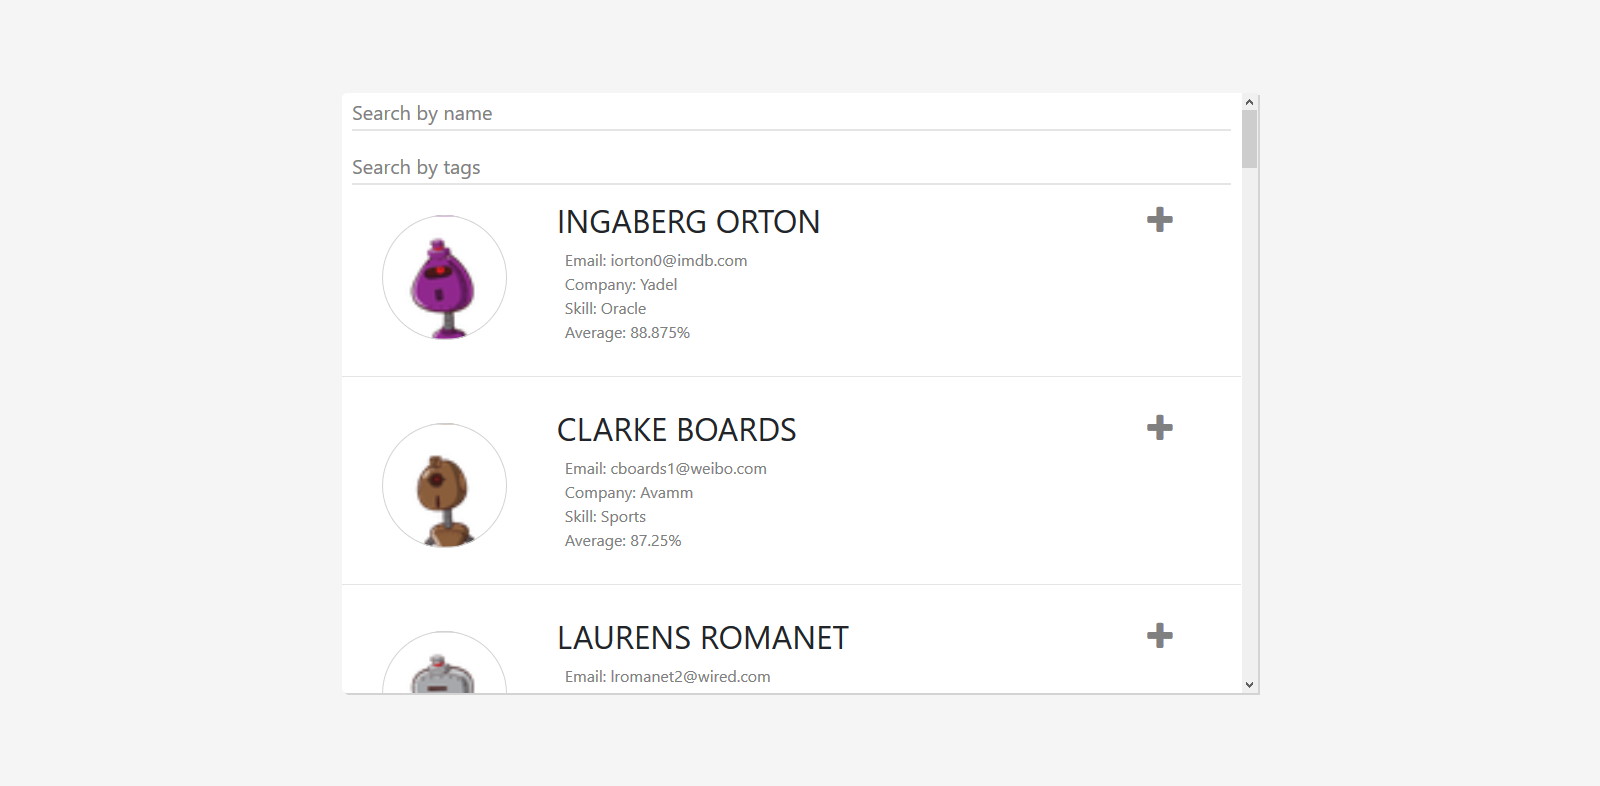 Search by name
Search by tags
INGABERG ORTON
Email: iorton0@imdb.com
Company: Yadel
Skill: Oracle
Average: 88.875%
CLARKE BOARDS
Email: cboards1@weibo.com
Company: Avamm
Skill: Sports
Average: 87.25%
LAURENS ROMANET
Email: lromanet2@wired.com